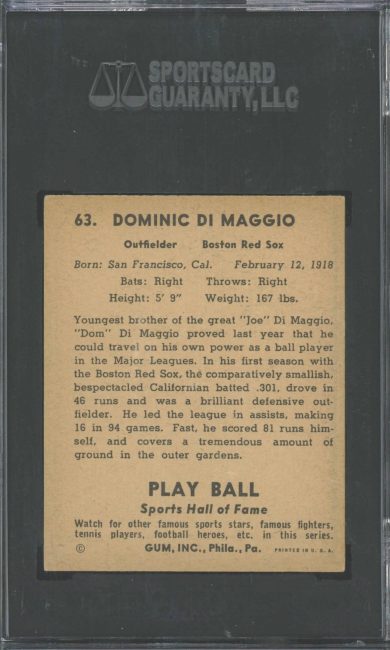 SPORTSCARD
GUARANTY, LLC
63. DOMINIC DI MAGGIO
Outfielder Boston Red Sox
Born: San Francisco, Cal. February 12, 1918
Bats: Right Throws: Right
Height: 5' 9" Weight: 167 lbs.
Youngest brother of the great "Joe" Di Maggio,
"Dom" Di Maggio proved last year that he
could travel on his own power as a ball player
in the Major Leagues. In his first season with
the Boston Red Sox, the comparatively smallish,
bespectacled Californian batted .301, drove in
46 runs and was a brilliant defensive out-
fielder. He led the league in assists, making
16 in 94 games. Fast, he scored 81 runs him-
self, and covers a tremendous amount of
ground in the outer gardens.
PLAY BALL
Sports Hall of Fame
Watch for other famous sports stars, famous fighters,
tennis players, football heroes, etc. in this series.
© GUM, INC., Phila., Pa. PRINTED IN U. S. A.